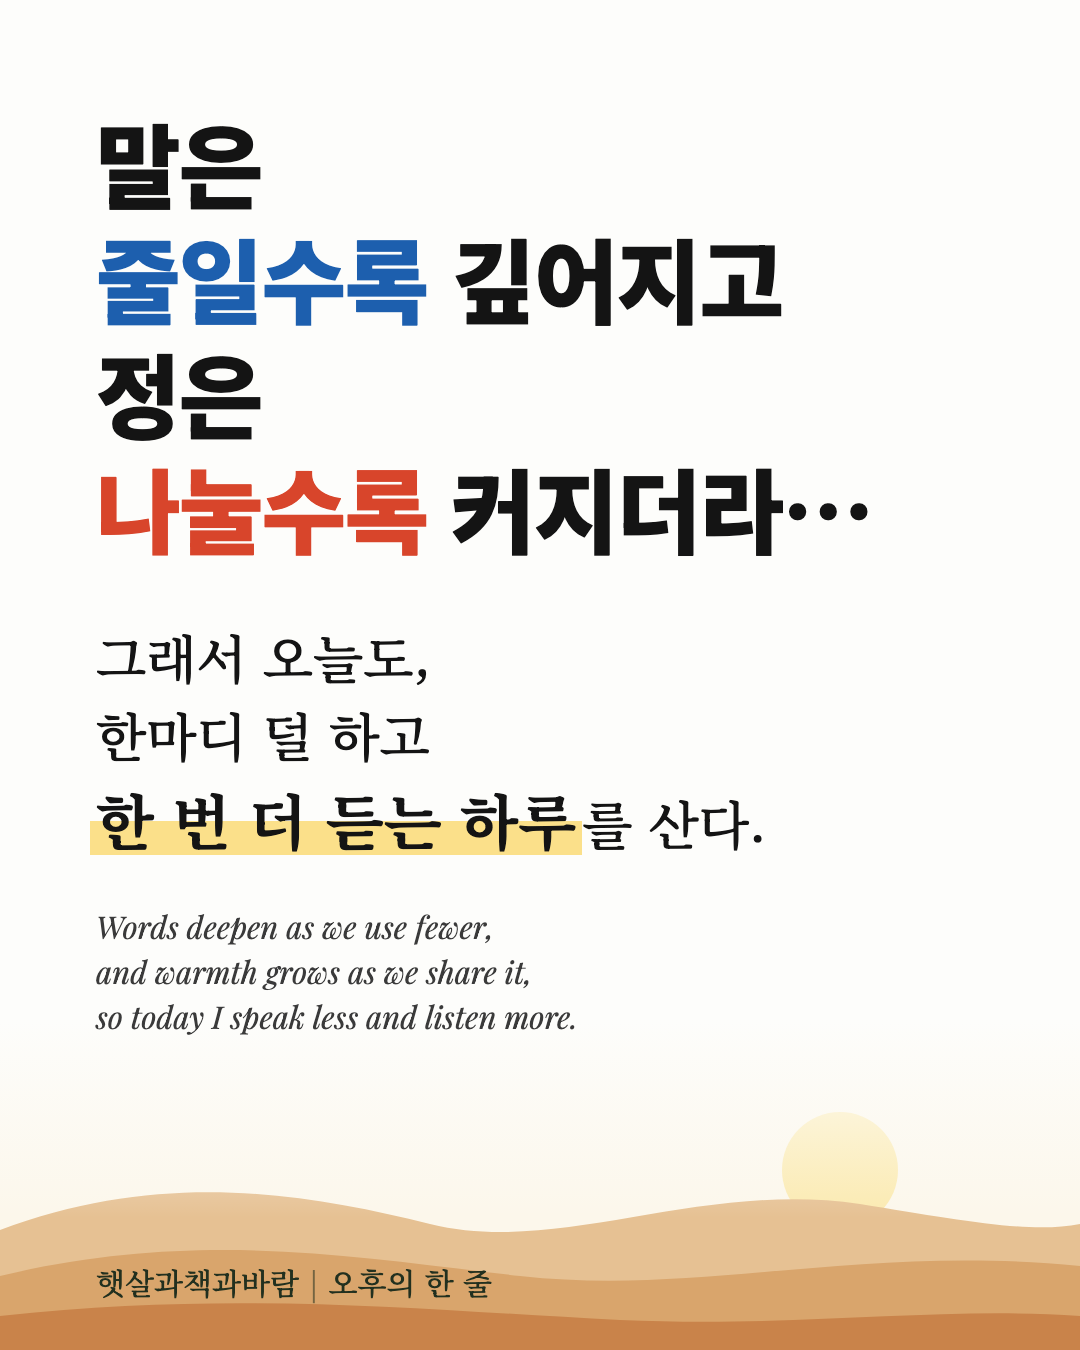 말은
줄일수록 깊어지고
정은
나눌수록 커지더라···
그래서 오늘도,
한마디 덜 하고
한 번 더 듣는 하루를 산다.
Words deepen as we use fewer,
and warmth grows as we share it,
so today I speak less and listen more.
햇살과책과바람 | 오후의 한 줄